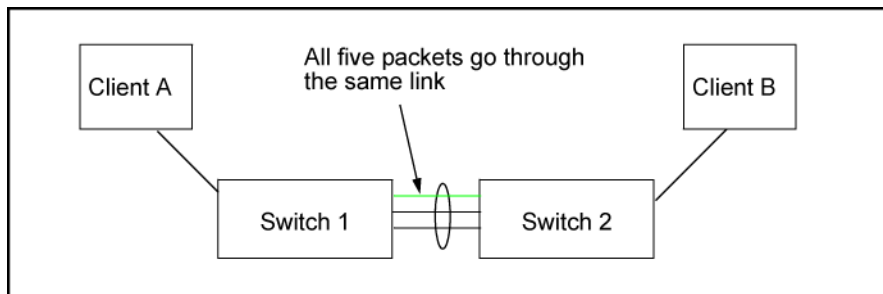 All five packets go through
the same link
Client A
Client B
Switch 1
Switch 2